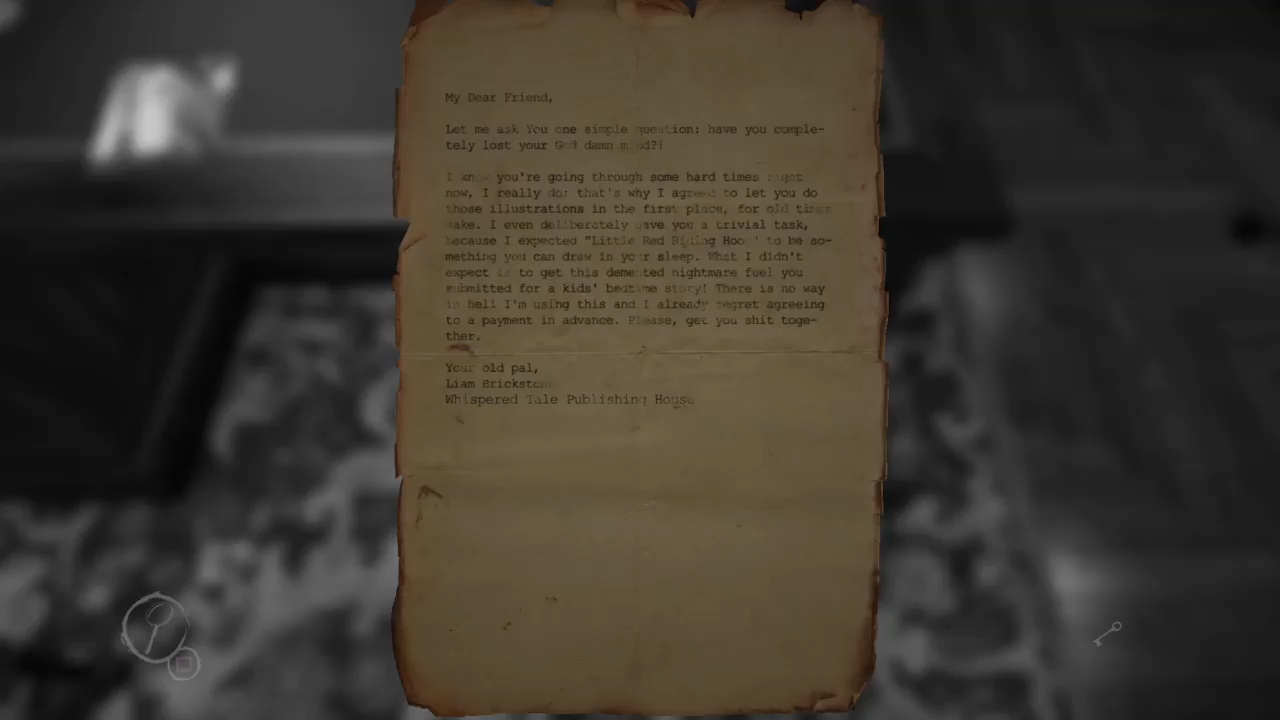 My Dear Friend,
Let me ask You one simple question: have you comple-
tely lost your God damn mind?!
I know you're going through some hard times right
now, I really do: that's why I agreed to let you do
those illustrations in the first place, for old times
sake. I even deliberately gave you a trivial task,
because I expected "Little Red Riding Hood" to be so-
mething you can draw in your sleep. What I didn't
expect is to get this demented nightmare fuel you
submitted for a kids' bedtime story! There is no way
in hell I'm using this and I already regret agreeing
to a payment in advance. Please, get you shit toge-
ther.
Your old pal,
Liam Brickstone
Whispered Tale Publishing House